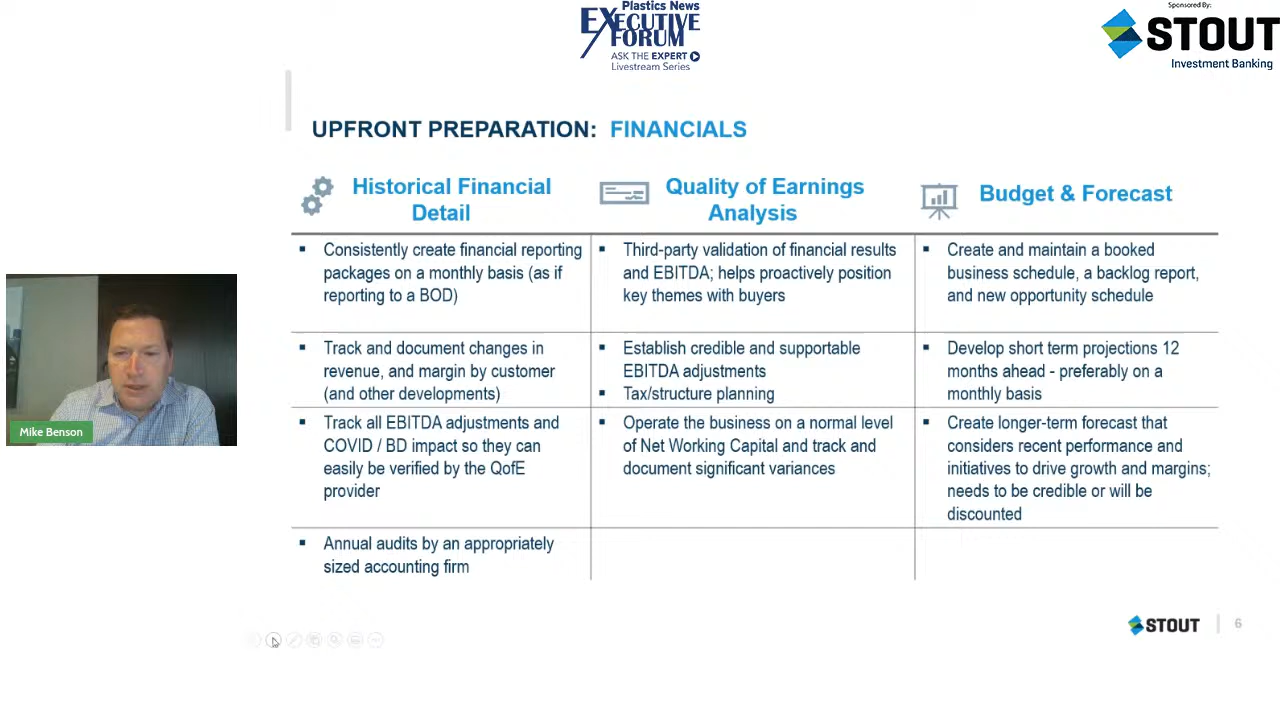 Plastics News
EXECUTIVE
FORUM
ASK THE EXPERT
Livestream Series
Sponsored By:
STOUT
Investment Banking
UPFRONT PREPARATION: FINANCIALS
Historical Financial
Detail
Quality of Earnings
Analysis
Budget & Forecast
▪ Consistently create financial reporting
packages on a monthly basis (as if
reporting to a BOD)
▪ Third-party validation of financial results
and EBITDA; helps proactively position
key themes with buyers
▪ Create and maintain a booked
business schedule, a backlog report,
and new opportunity schedule
▪ Track and document changes in
revenue, and margin by customer
(and other developments)
▪ Establish credible and supportable
EBITDA adjustments
▪ Tax/structure planning
▪ Develop short term projections 12
months ahead - preferably on a
monthly basis
▪ Track all EBITDA adjustments and
COVID / BD impact so they can
easily be verified by the QofE
provider
▪ Operate the business on a normal level
of Net Working Capital and track and
document significant variances
▪ Create longer-term forecast that
considers recent performance and
initiatives to drive growth and margins;
needs to be credible or will be
discounted
▪ Annual audits by an appropriately
sized accounting firm
Mike Benson
STOUT
6